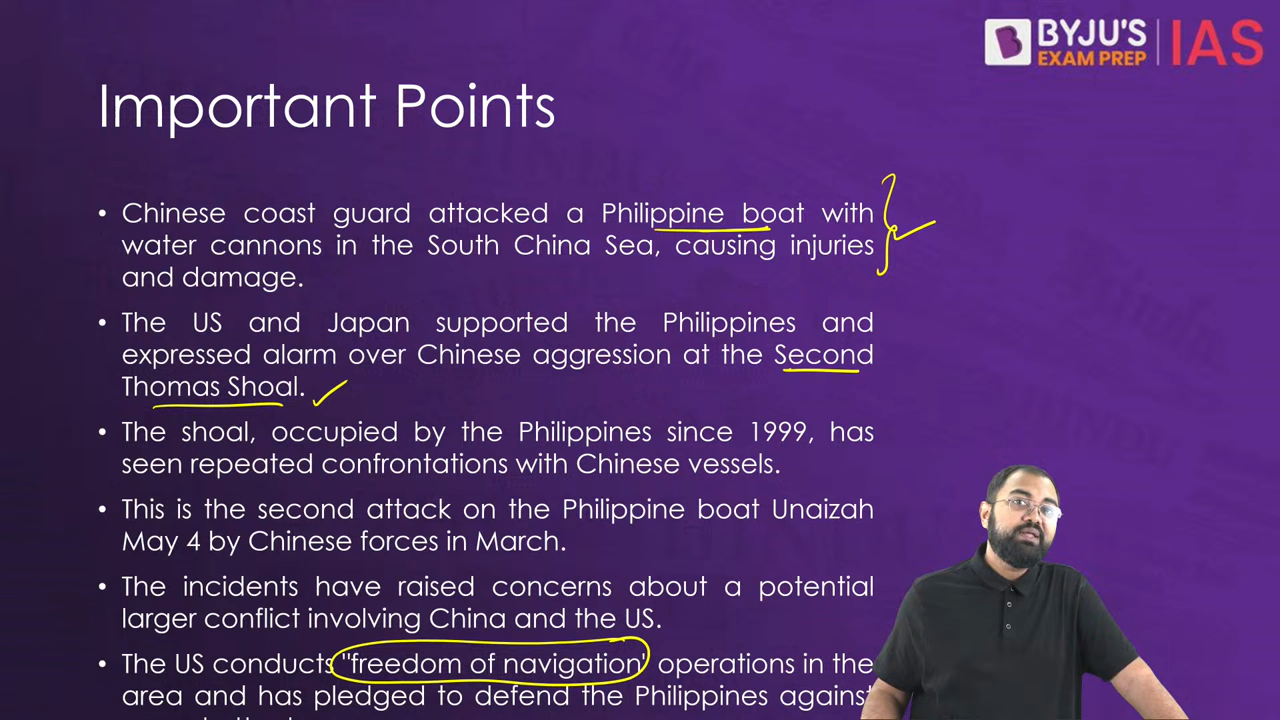 BYJU'S
EXAM PREP
IAS
Important Points
• Chinese coast guard attacked a Philippine boat with
water cannons in the South China Sea, causing injuries
and damage.
• The US and Japan supported the Philippines and
expressed alarm over Chinese aggression at the Second
Thomas Shoal.
• The shoal, occupied by the Philippines since 1999, has
seen repeated confrontations with Chinese vessels.
• This is the second attack on the Philippine boat Unaizah
May 4 by Chinese forces in March.
• The incidents have raised concerns about a potential
larger conflict involving China and the US.
• The US conducts "freedom of navigation" operations in the
area and has pledged to defend the Philippines against